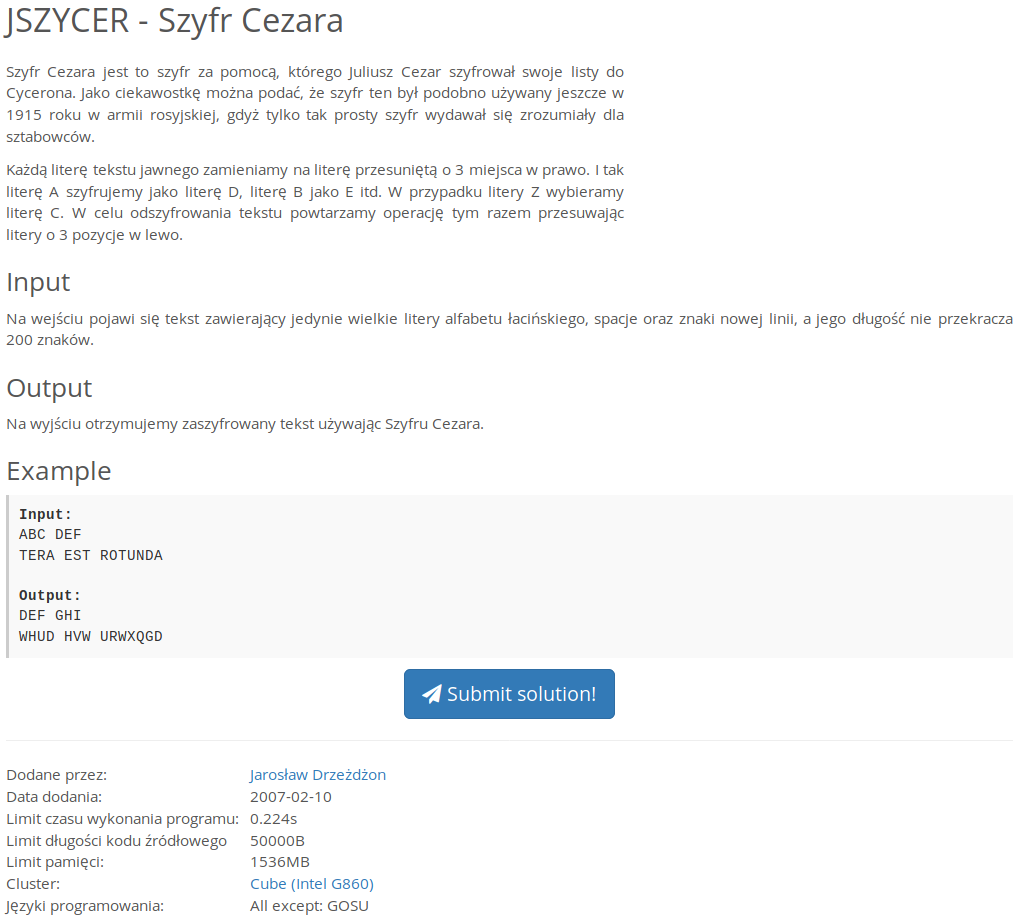 JSZYCER - Szyfr Cezara
Szyfr Cezara jest to szyfr za pomocą, którego Juliusz Cezar szyfrował swoje listy do
Cycerona. Jako ciekawostkę można podać, że szyfr ten był podobno używany jeszcze w
1915 roku w armii rosyjskiej, gdyż tylko tak prosty szyfr wydawał się zrozumiały dla
sztabowców.
Każdą literę tekstu jawnego zamieniamy na literę przesuniętą o 3 miejsca w prawo. I tak
literę A szyfrujemy jako literę D, literę B jako E itd. W przypadku litery Z wybieramy
literę C. W celu odszyfrowania tekstu powtarzamy operację tym razem przesuwając
litery o 3 pozycje w lewo.
Input
Na wejściu pojawi się tekst zawierający jedynie wielkie litery alfabetu łacińskiego, spacje oraz znaki nowej linii, a jego długość nie przekracza
200 znaków.
Output
Na wyjściu otrzymujemy zaszyfrowany tekst używając Szyfru Cezara.
Example
Input:
ABC DEF
TERA EST ROTUNDA
Output:
DEF GHI
WHUD HVW URWXQGD
Submit solution!
Dodane przez: Jarosław Drzeżdżon
Data dodania: 2007-02-10
Limit czasu wykonania programu: 0.224s
Limit długości kodu źródłowego 50000B
Limit pamięci: 1536MB
Cluster: Cube (Intel G860)
Języki programowania: All except: GOSU